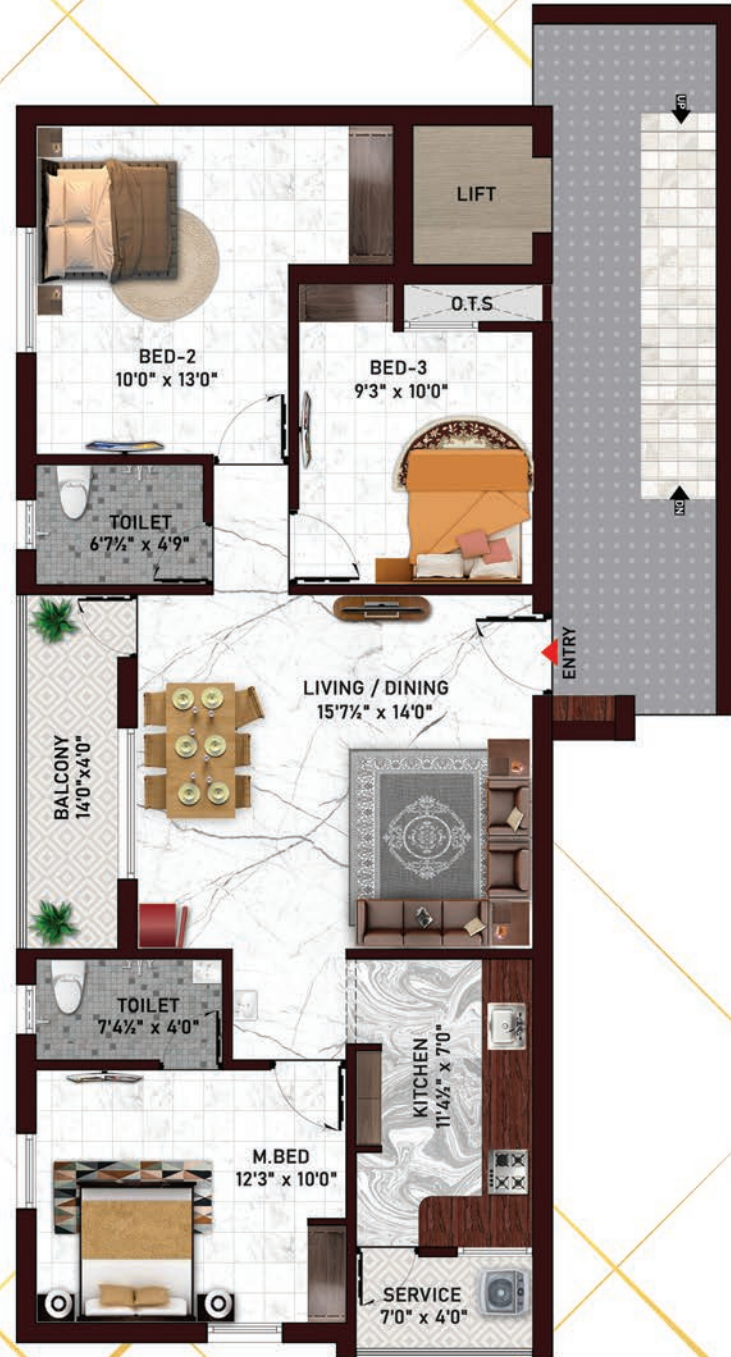 UP
LIFT
O.T.S
BED-2
10'0" x 13'0"
BED-3
9'3" x 10'0"
DN
TOILET
6'7½" x 4'9"
ENTRY
LIVING / DINING
15'7½" x 14'0"
BALCONY
14'0"x4'0"
TOILET
7'4½" x 4'0"
KITCHEN
11'4½" x 7'0"
M.BED
12'3" x 10'0"
SERVICE
7'0" x 4'0"